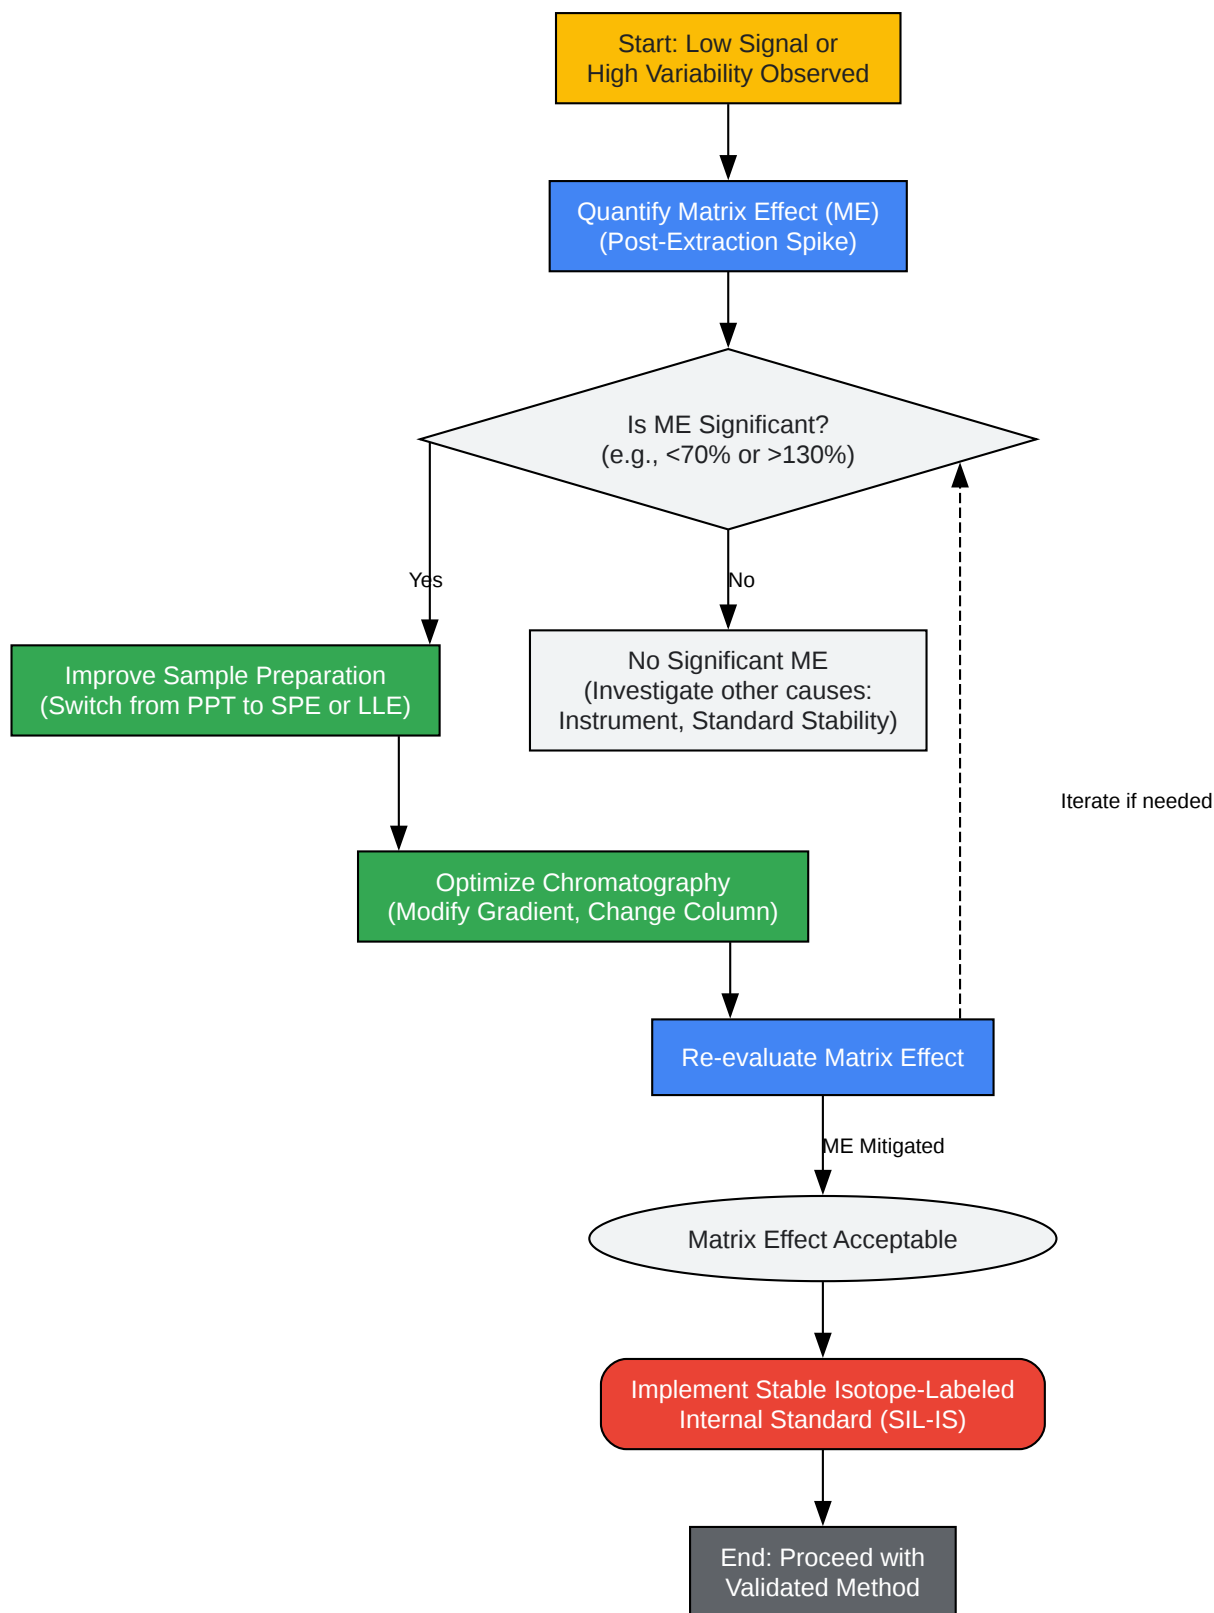 Start: Low Signal or
High Variability Observed
Quantify Matrix Effect (ME)
(Post-Extraction Spike)
Is ME Significant?
(e.g., <70% or >130%)
Yes
No
Improve Sample Preparation
(Switch from PPT to SPE or LLE)
No Significant ME
(Investigate other causes:
Instrument, Standard Stability)
Iterate if needed
Optimize Chromatography
(Modify Gradient, Change Column)
Re-evaluate Matrix Effect
ME Mitigated
Matrix Effect Acceptable
Implement Stable Isotope-Labeled
Internal Standard (SIL-IS)
End: Proceed with
Validated Method